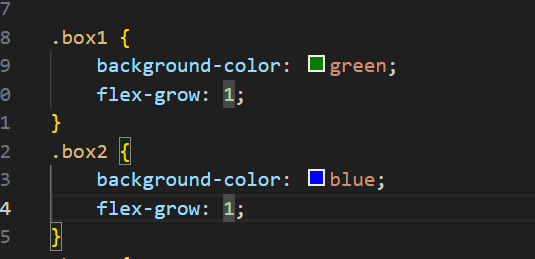 7
8 .box1 {
9 background-color: green;
0 flex-grow: 1;
1 }
2 .box2 {
3 background-color: blue;
4 flex-grow: 1;
5 }